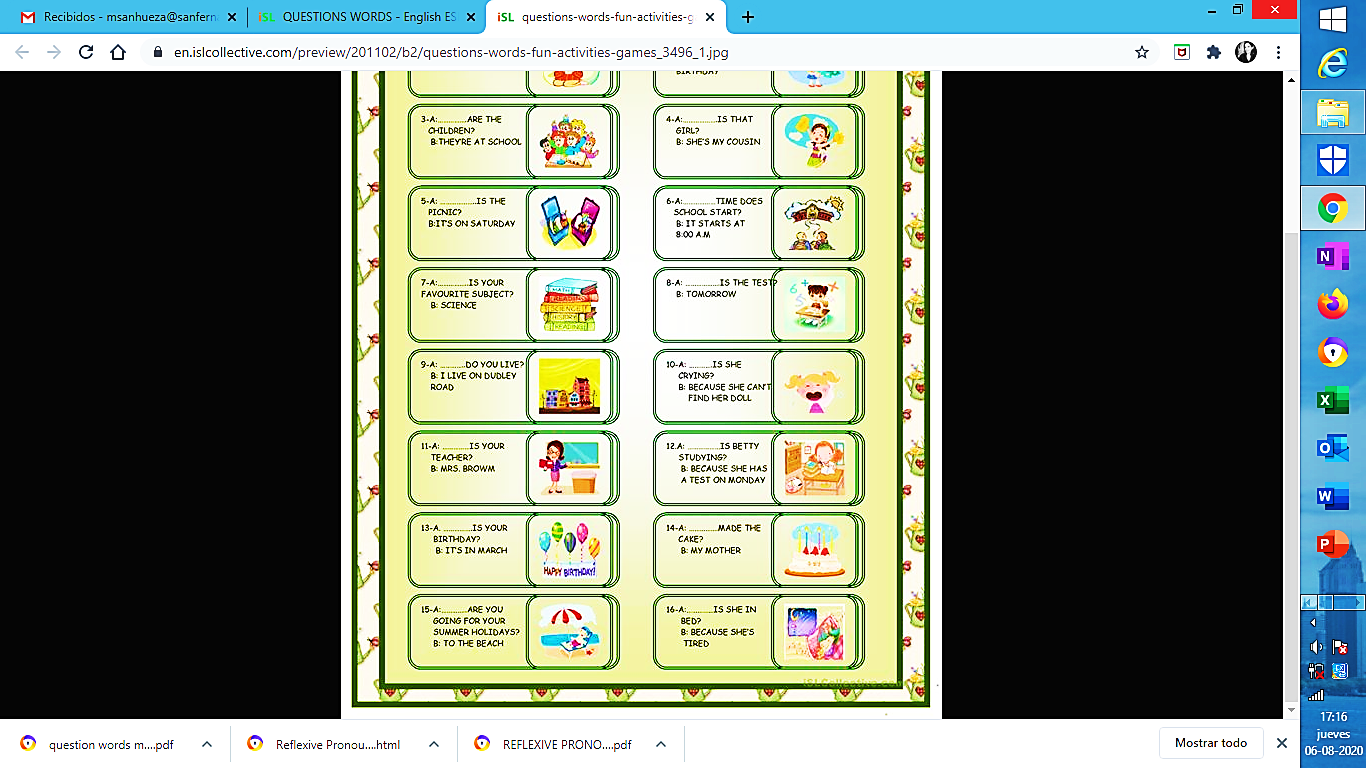 Recibidos - msanhueza@sanfern
QUESTIONS WORDS - English ES
questions-words-fun-activities-g
en.islcollective.com/preview/201102/b2/questions-words-fun-activities-games_3496_1.jpg
BIRTHDAY
3-A:..............ARE THE
CHILDREN?
B:THEY'RE AT SCHOOL
4-A:................IS THAT
GIRL?
B: SHE'S MY COUSIN
5-A: .................IS THE
PICNIC?
B:IT'S ON SATURDAY
6-A:...............TIME DOES
SCHOOL START?
B: IT STARTS AT
8:00 A.M
7-A:..............IS YOUR
FAVOURITE SUBJECT?
B: SCIENCE
MATH
SCIENCE
HISTORY
READING
8-A: ................IS THE TEST?
B: TOMORROW
9-A: ............DO YOU LIVE?
B: I LIVE ON DUDLEY
ROAD
10-A: ...........IS SHE
CRYING?
B: BECAUSE SHE CAN'T
FIND HER DOLL
11-A: ............IS YOUR
TEACHER?
B: MRS. BROWM
12.A: ..............IS BETTY
STUDYING?
B: BECAUSE SHE HAS
A TEST ON MONDAY
13-A: .............IS YOUR
BIRTHDAY?
B: IT'S IN MARCH
HAPPY BIRTHDAY!
14-A: .............MADE THE
CAKE?
B: MY MOTHER
15-A:............ARE YOU
GOING FOR YOUR
SUMMER HOLIDAYS?
B: TO THE BEACH
16-A:............IS SHE IN
BED?
B: BECAUSE SHE'S
TIRED
iSLCollective.com
question words m....pdf
Reflexive Pronou....html
REFLEXIVE PRONO....pdf
Mostrar todo
17:16
jueves
06-08-2020